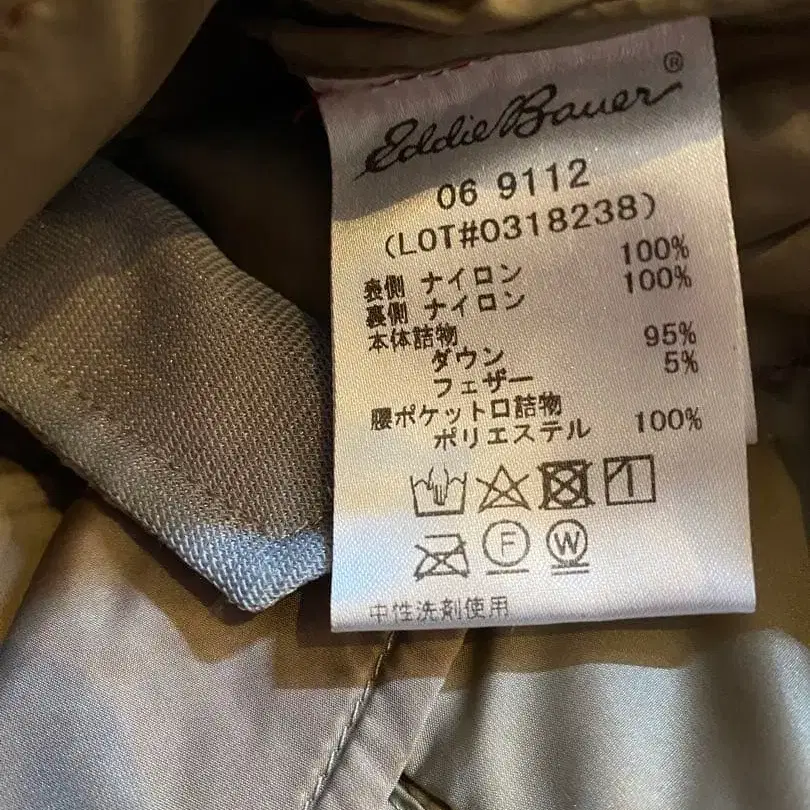 Eddie Bauer®
06 9112
(LOT#0318238)
表側 ナイロン 100%
裏側 ナイロン 100%
本体詰物
ダウン 95%
フェザー 5%
腰ポケット口詰物
ポリエステル 100%
F W
中性洗剤使用